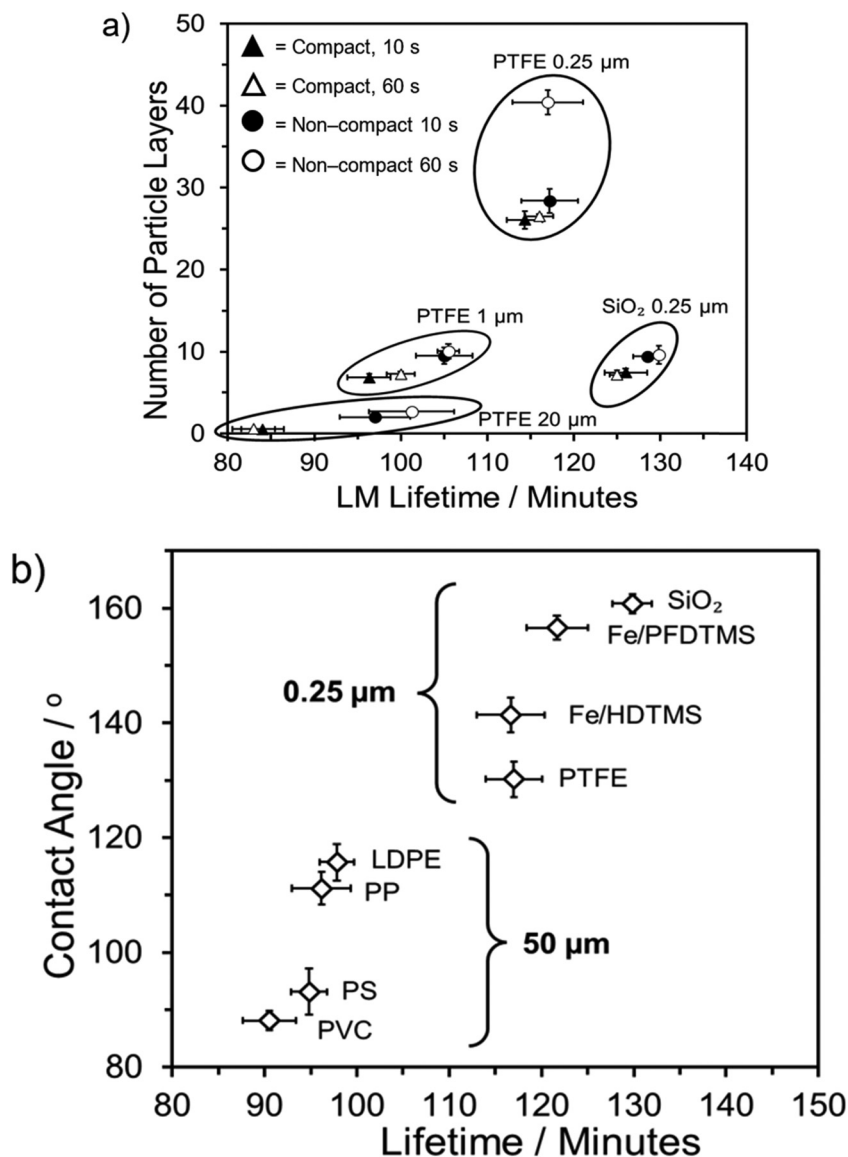 a)
50
40
30
20
10
0
Number of Particle Layers
▲ = Compact, 10 s
△ = Compact, 60 s
● = Non–compact 10 s
○ = Non–compact 60 s
PTFE 0.25 µm
PTFE 1 µm
SiO₂ 0.25 µm
PTFE 20 µm
80 90 100 110 120 130 140
LM Lifetime / Minutes
b)
160
140
120
100
80
Contact Angle / º
0.25 µm
SiO₂
Fe/PFDTMS
Fe/HDTMS
PTFE
LDPE
PP
50 µm
PS
PVC
80 90 100 110 120 130 140 150
Lifetime / Minutes